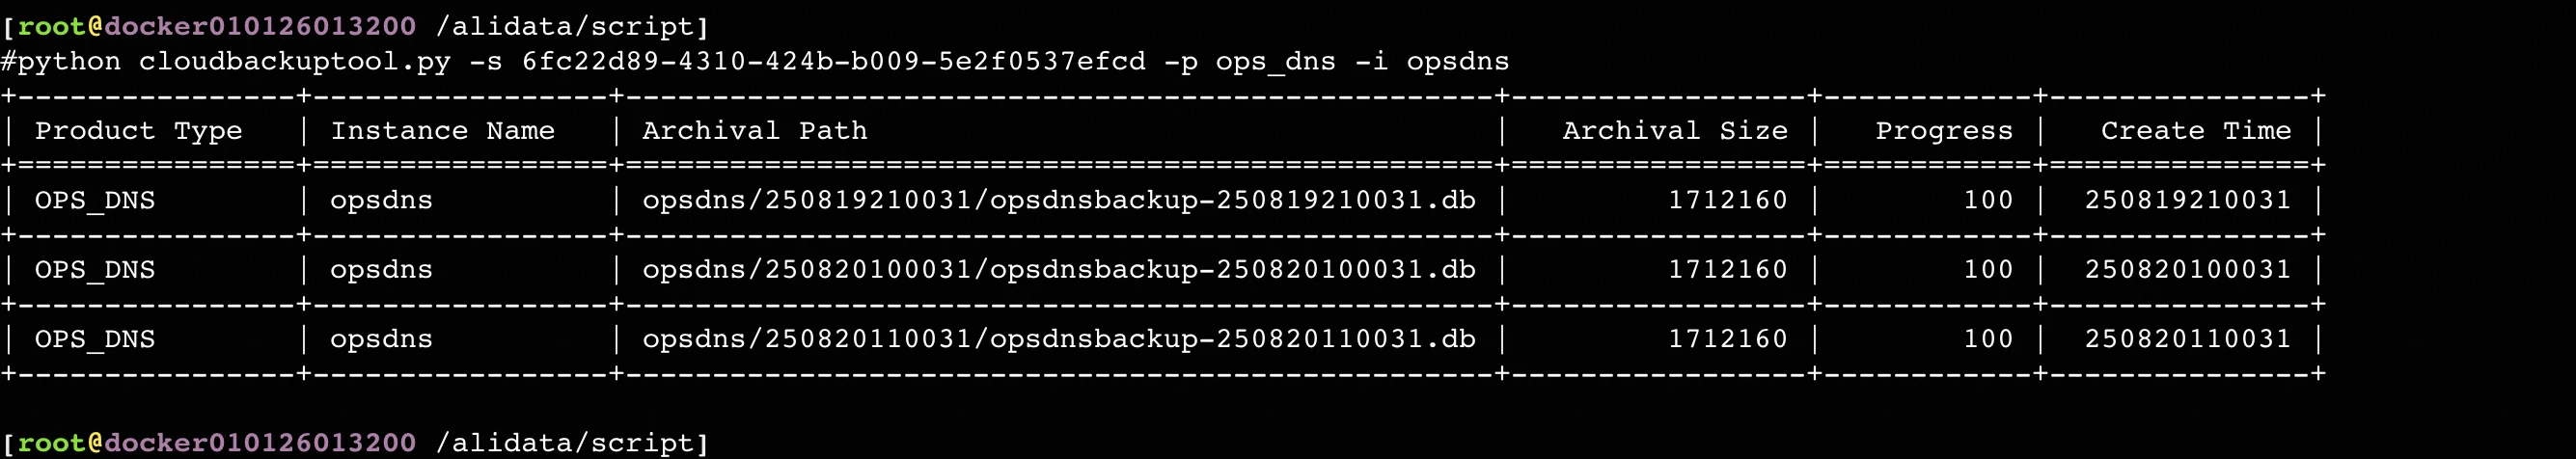 [root@docker010126013200 /alidata/script]
#python cloudbackuptool.py -s 6fc22d89-4310-424b-b009-5e2f0537efcd -p ops_dns -i opsdns
+----------------+-----------------+--------------------------------------------------+-----------------+------------+---------------+
| Product Type   | Instance Name   | Archival Path                                    |   Archival Size |   Progress |   Create Time |
+================+=================+==================================================+=================+============+===============+
| OPS_DNS        | opsdns          | opsdns/250819210031/opsdnsbackup-250819210031.db |         1712160 |        100 |  250819210031 |
+----------------+-----------------+--------------------------------------------------+-----------------+------------+---------------+
| OPS_DNS        | opsdns          | opsdns/250820100031/opsdnsbackup-250820100031.db |         1712160 |        100 |  250820100031 |
+----------------+-----------------+--------------------------------------------------+-----------------+------------+---------------+
| OPS_DNS        | opsdns          | opsdns/250820110031/opsdnsbackup-250820110031.db |         1712160 |        100 |  250820110031 |
+----------------+-----------------+--------------------------------------------------+-----------------+------------+---------------+
[root@docker010126013200 /alidata/script]